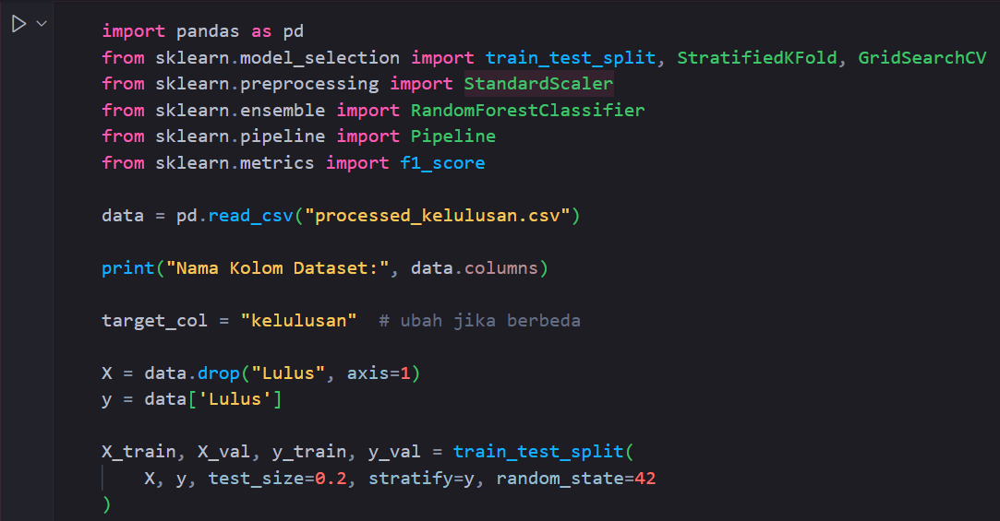 import pandas as pd
from sklearn.model_selection import train_test_split, StratifiedKFold, GridSearchCV
from sklearn.preprocessing import StandardScaler
from sklearn.ensemble import RandomForestClassifier
from sklearn.pipeline import Pipeline
from sklearn.metrics import f1_score
data = pd.read_csv("processed_kelulusan.csv")
print("Nama Kolom Dataset:", data.columns)
target_col = "kelulusan"  # ubah jika berbeda
X = data.drop("Lulus", axis=1)
y = data['Lulus']
X_train, X_val, y_train, y_val = train_test_split(
    X, y, test_size=0.2, stratify=y, random_state=42
)